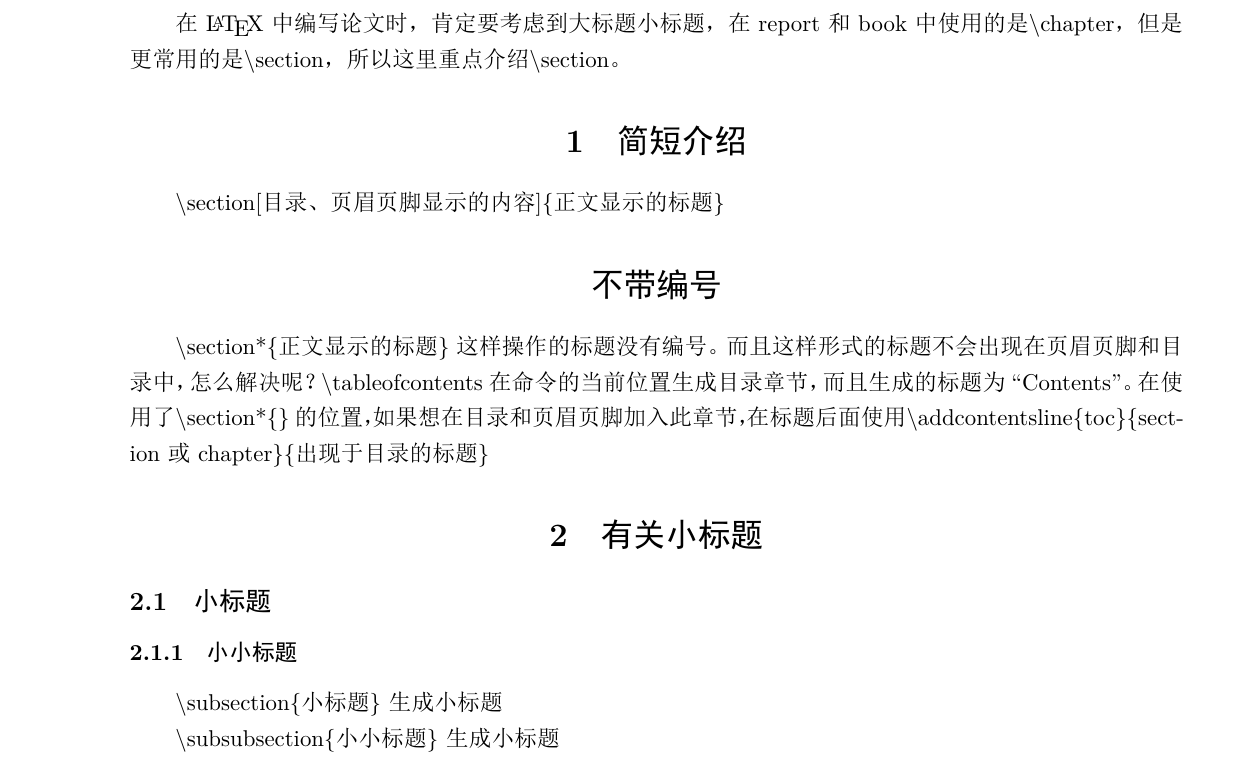 在 LATEX 中编写论文时，肯定要考虑到大标题小标题，在 report 和 book 中使用的是\chapter，但是
更常用的是\section，所以这里重点介绍\section。
1 简短介绍
\section[目录、页眉页脚显示的内容]{正文显示的标题}
不带编号
\section*{正文显示的标题} 这样操作的标题没有编号。而且这样形式的标题不会出现在页眉页脚和目
录中，怎么解决呢？\tableofcontents 在命令的当前位置生成目录章节，而且生成的标题为 “Contents”。在使
用了\section*{} 的位置，如果想在目录和页眉页脚加入此章节，在标题后面使用\addcontentsline{toc}{sect-
ion 或 chapter}{出现于目录的标题}
2 有关小标题
2.1 小标题
2.1.1 小小标题
\subsection{小标题} 生成小标题
\subsubsection{小小标题} 生成小标题